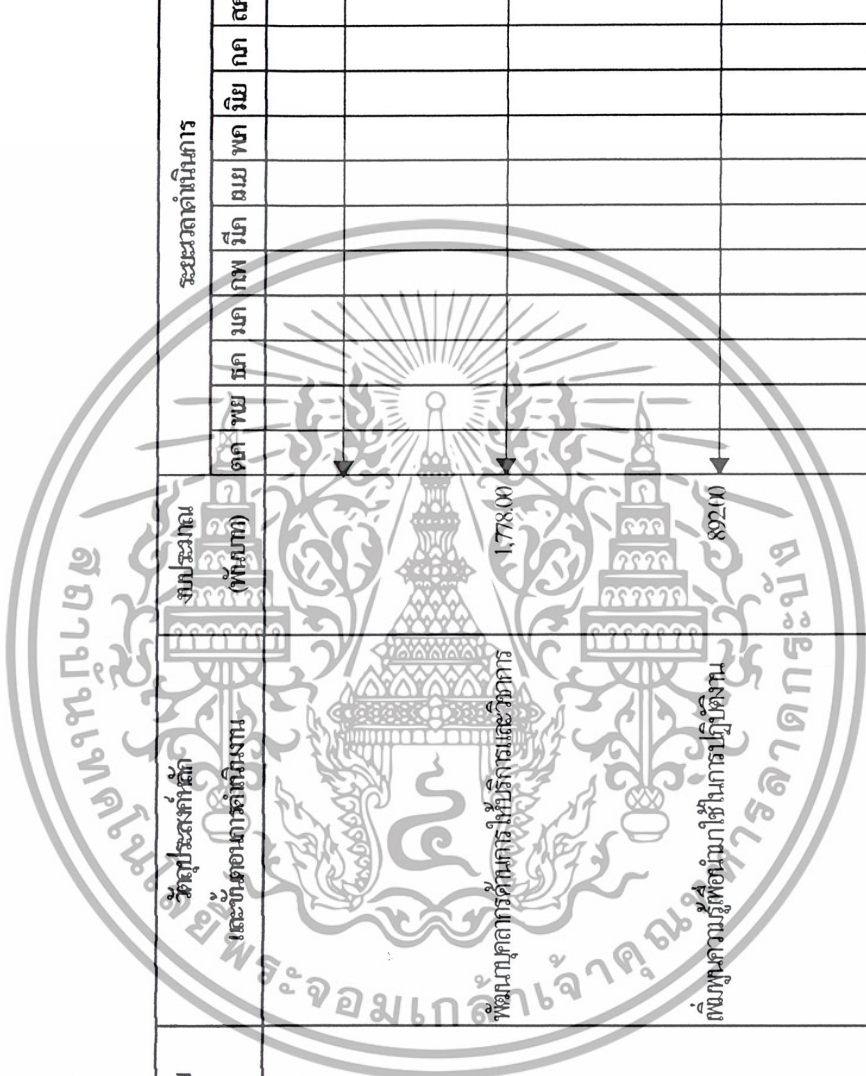 วัตถุประสงค์หลัก
และขั้นตอนการดำเนินงาน
งบประมาณ
(พันบาท)
ระยะเวลาดำเนินการ
ตค พย ธค มค กพ มีค เมย พค มิย กค สค
พัฒนาบุคลากรด้านการให้บริการและวิชาการ
1,778.00
เพิ่มพูนความรู้เพื่อนำมาใช้ในการปฏิบัติงาน
892.00
สถาบันเทคโนโลยีพระจอมเกล้าเจ้าคุณทหารลาดกระบัง